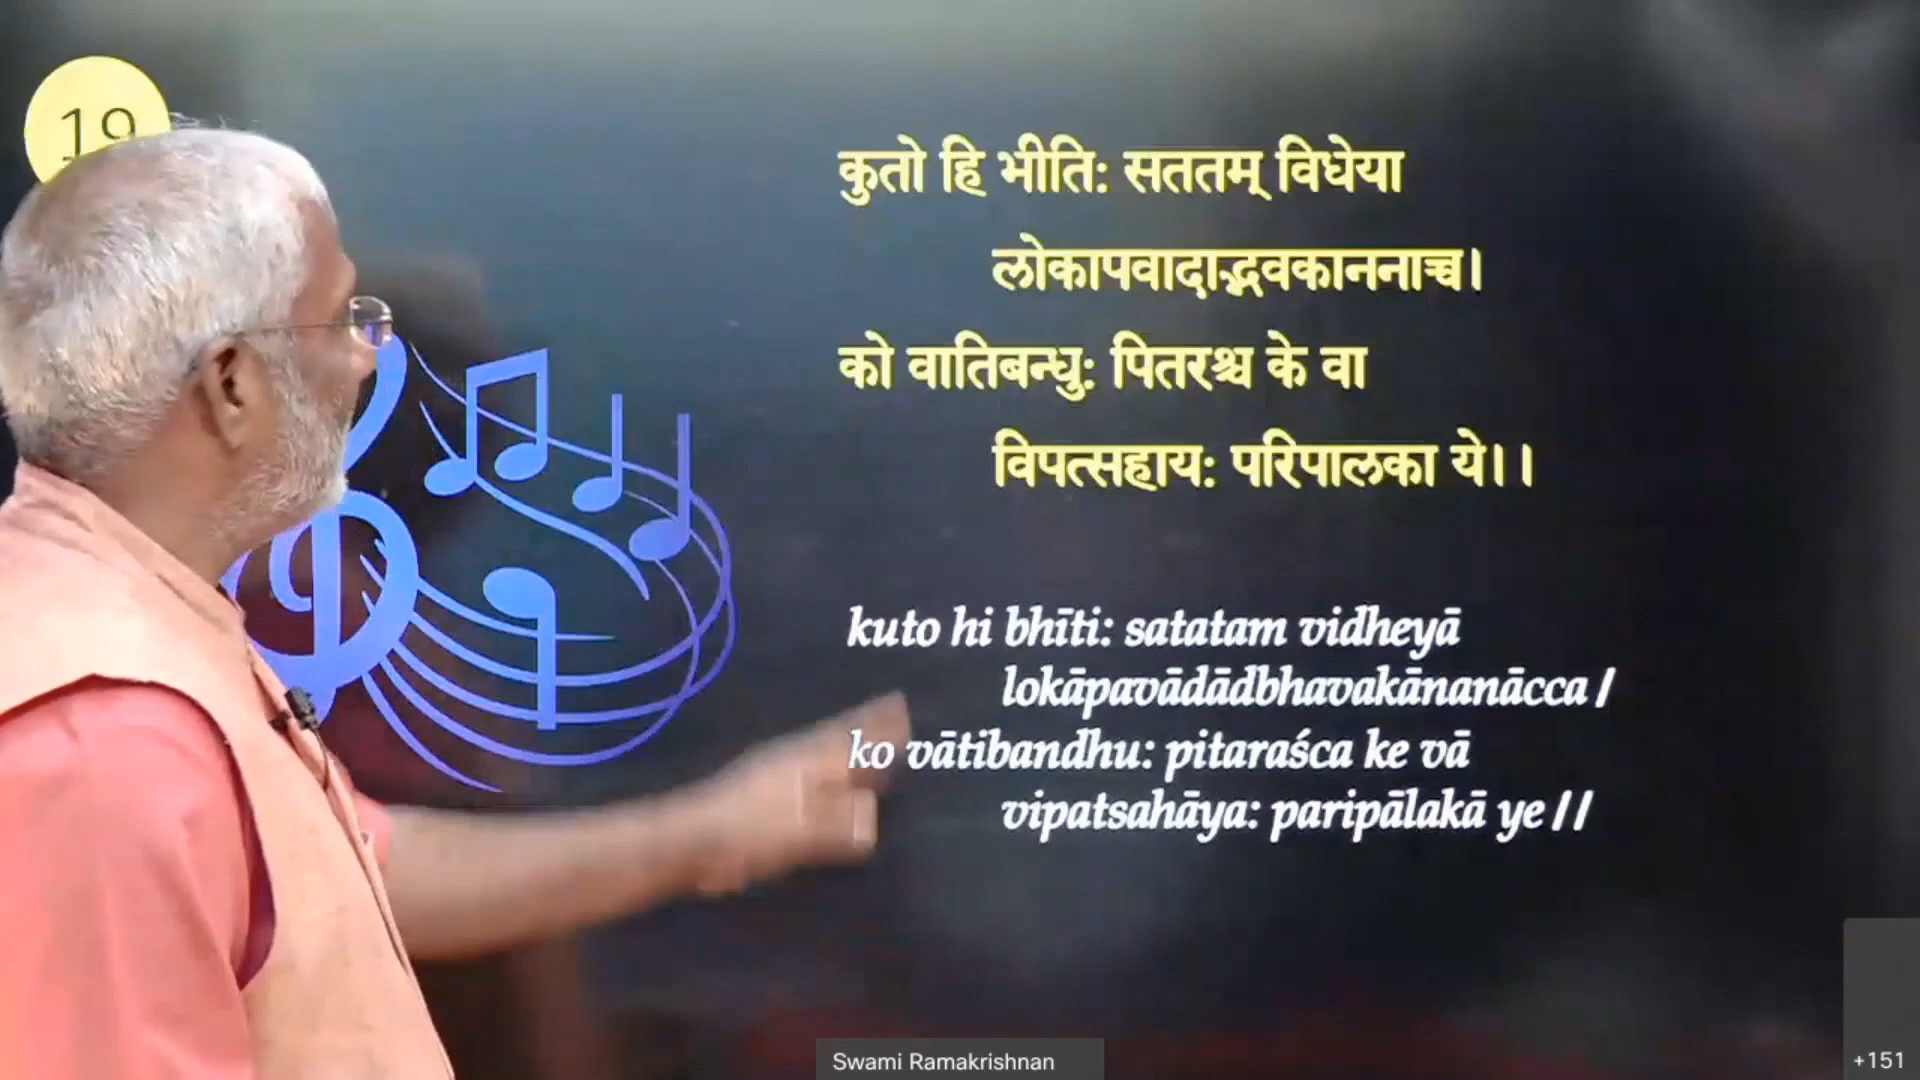 19
कुतो हि भीति: सततम् विधेया
लोकापवादाद्भवकाननाच्च।
को वातिबन्धु: पितरश्च के वा
विपत्सहाय: परिपालका ये।।
kuto hi bhīti: satatam vidheyā
lokāpavādādbhavakānanācca /
ko vātibandhu: pitaraśca ke vā
vipatsahāya: paripālakā ye //
Swami Ramakrishnan
+151